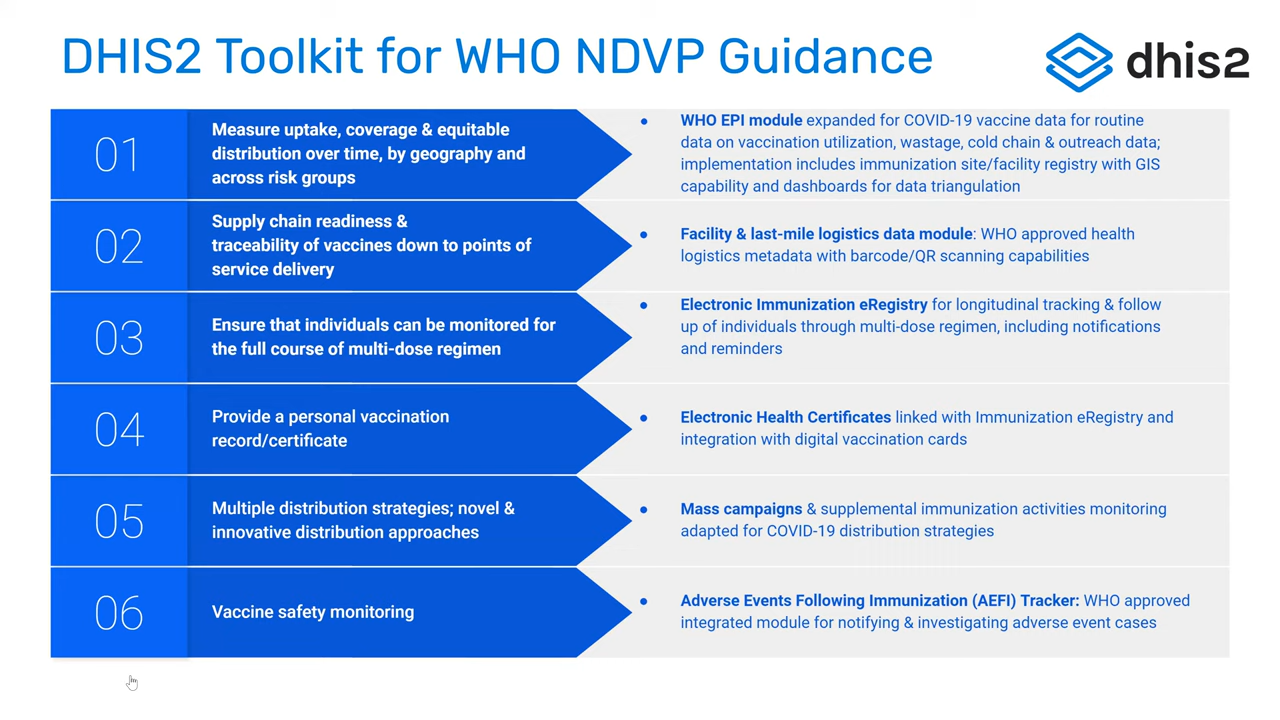 DHIS2 Toolkit for WHO NDVP Guidance
dhis2
01
Measure uptake, coverage & equitable
distribution over time, by geography and
across risk groups
• WHO EPI module expanded for COVID-19 vaccine data for routine
data on vaccination utilization, wastage, cold chain & outreach data;
implementation includes immunization site/facility registry with GIS
capability and dashboards for data triangulation
02
Supply chain readiness &
traceability of vaccines down to points of
service delivery
• Facility & last-mile logistics data module: WHO approved health
logistics metadata with barcode/QR scanning capabilities
03
Ensure that individuals can be monitored for
the full course of multi-dose regimen
• Electronic Immunization eRegistry for longitudinal tracking & follow
up of individuals through multi-dose regimen, including notifications
and reminders
04
Provide a personal vaccination
record/certificate
• Electronic Health Certificates linked with Immunization eRegistry and
integration with digital vaccination cards
05
Multiple distribution strategies; novel &
innovative distribution approaches
• Mass campaigns & supplemental immunization activities monitoring
adapted for COVID-19 distribution strategies
06
Vaccine safety monitoring
• Adverse Events Following Immunization (AEFI) Tracker: WHO approved
integrated module for notifying & investigating adverse event cases